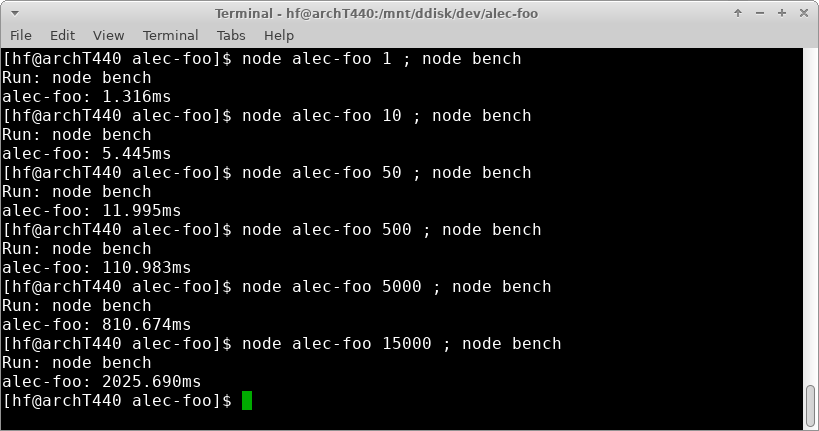 Terminal - hf@archT440:/mnt/ddisk/dev/alec-foo
File Edit View Terminal Tabs Help
[hf@archT440 alec-foo]$ node alec-foo 1 ; node bench
Run: node bench
alec-foo: 1.316ms
[hf@archT440 alec-foo]$ node alec-foo 10 ; node bench
Run: node bench
alec-foo: 5.445ms
[hf@archT440 alec-foo]$ node alec-foo 50 ; node bench
Run: node bench
alec-foo: 11.995ms
[hf@archT440 alec-foo]$ node alec-foo 500 ; node bench
Run: node bench
alec-foo: 110.983ms
[hf@archT440 alec-foo]$ node alec-foo 5000 ; node bench
Run: node bench
alec-foo: 810.674ms
[hf@archT440 alec-foo]$ node alec-foo 15000 ; node bench
Run: node bench
alec-foo: 2025.690ms
[hf@archT440 alec-foo]$